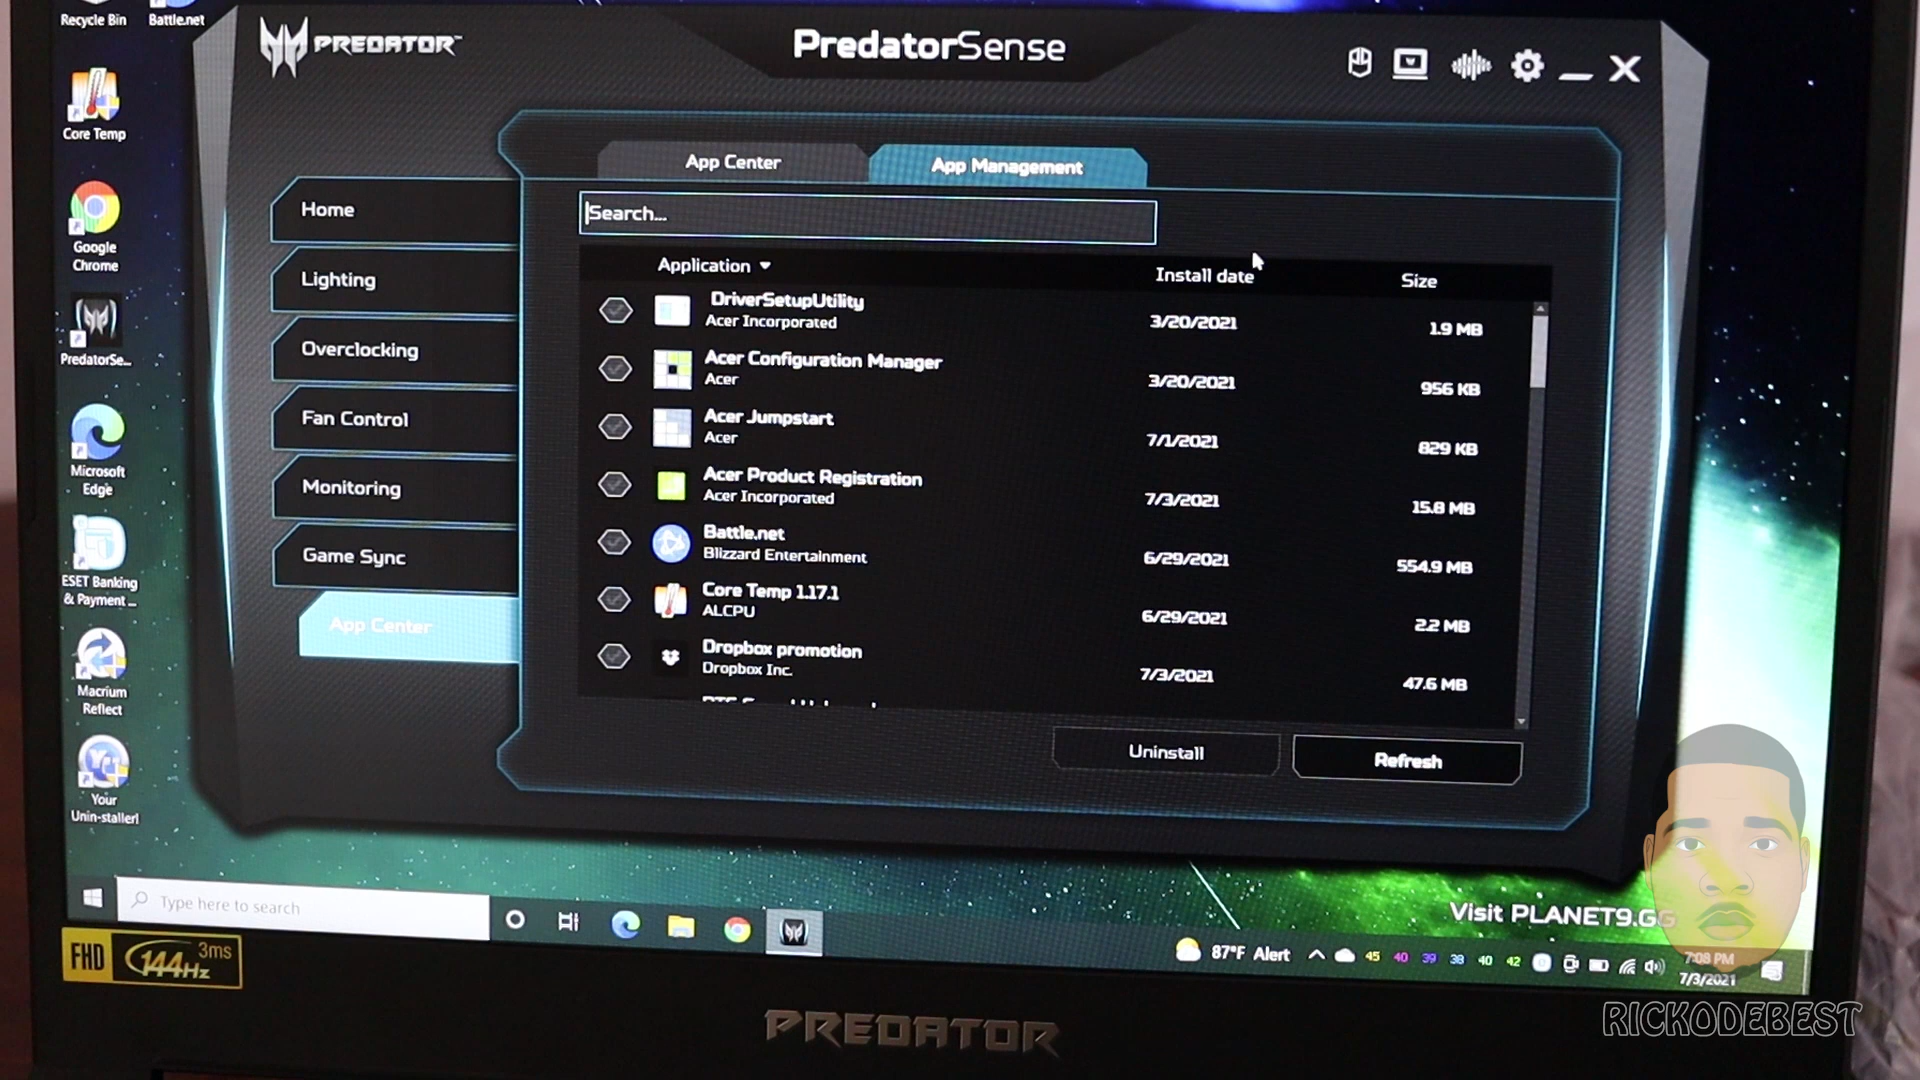 Recycle Bin
Battle.net
Core Temp
Google
Chrome
PredatorSe...
Microsoft
Edge
ESET Banking
& Payment ...
Macrium
Reflect
Your
Unin-staller!
PREDATOR
PredatorSense
Home
Lighting
Overclocking
Fan Control
Monitoring
Game Sync
App Center
App Center
App Management
Search...
Application Install date Size
DriverSetupUtility
Acer Incorporated
3/20/2021 1.9 MB
Acer Configuration Manager
Acer
3/20/2021 956 KB
Acer Jumpstart
Acer
7/1/2021 829 KB
Acer Product Registration
Acer Incorporated
7/3/2021 15.8 MB
Battle.net
Blizzard Entertainment
6/29/2021 554.9 MB
Core Temp 1.17.1
ALCPU
6/29/2021 2.2 MB
Dropbox promotion
Dropbox Inc.
7/3/2021 47.6 MB
Uninstall
Refresh
Visit PLANET9.GG
Type here to search
87°F Alert
45 40 39 38 40 42
7:08 PM
7/3/2021
FHD 144Hz 3ms
PREDATOR
RICKODEBEST